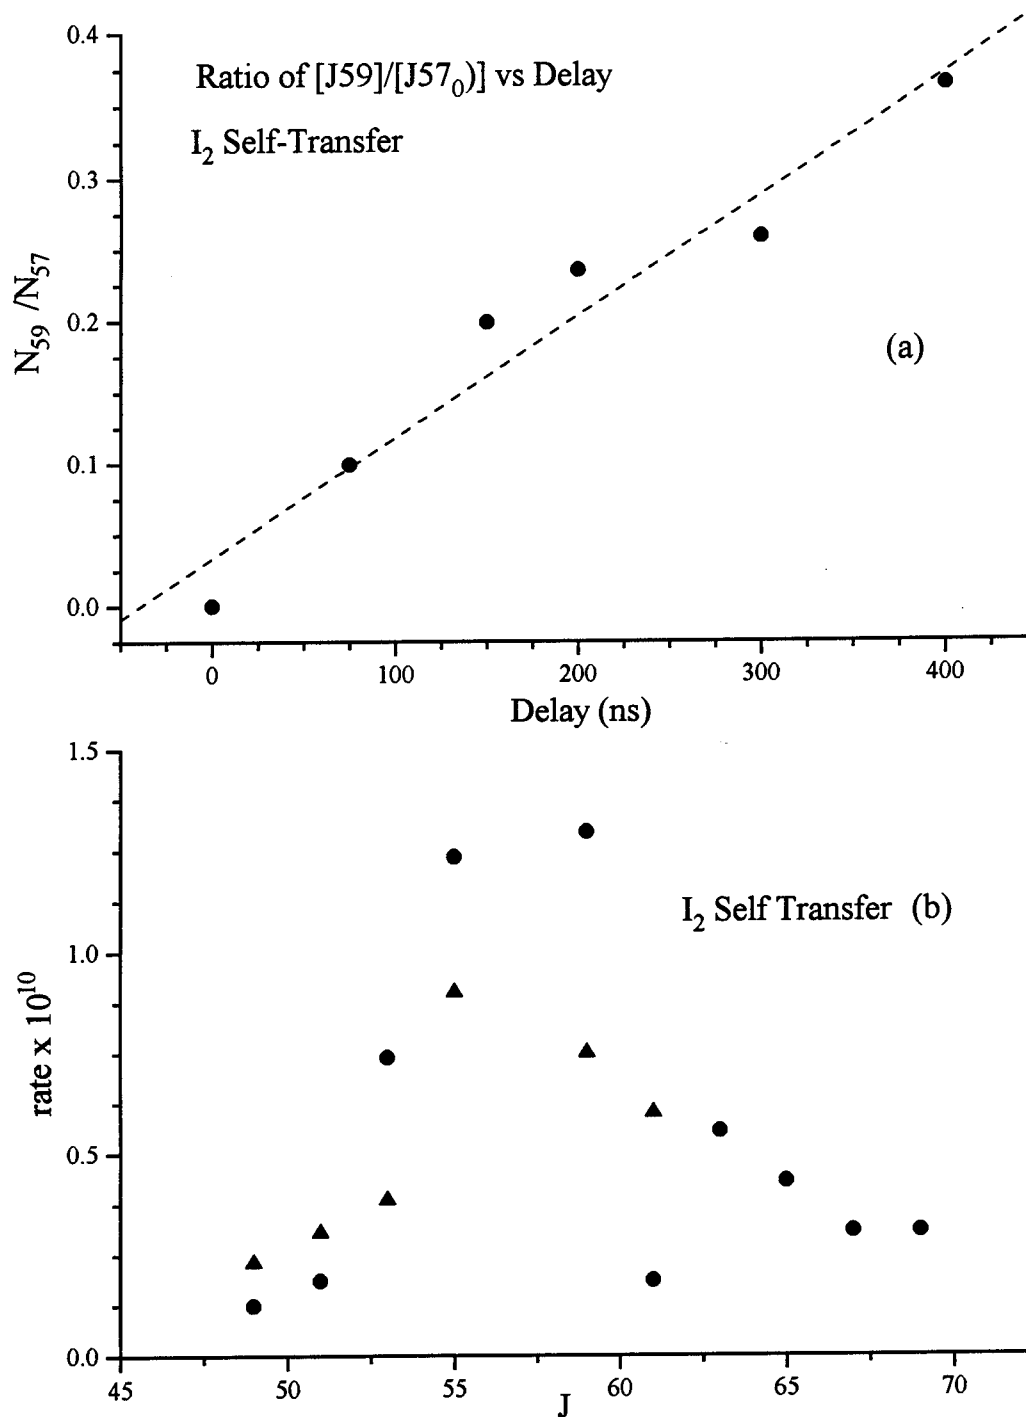 Ratio of [J59]/[J57₀)] vs Delay
I₂ Self-Transfer
0.4
0.3
0.2
0.1
0.0
N₅₉ /N₅₇
(a)
0 100 200 300 400
Delay (ns)
1.5
1.0
0.5
0.0
rate x 10¹⁰
I₂ Self Transfer (b)
45 50 55 60 65 70
J